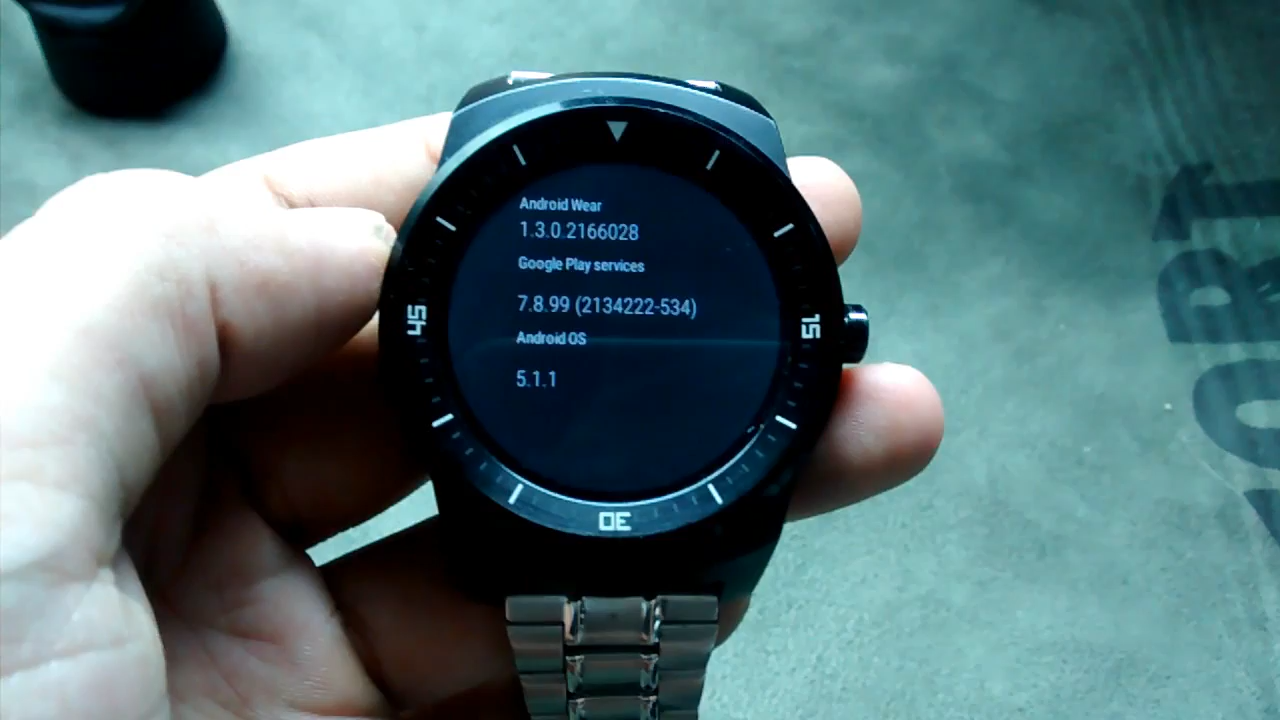 Android Wear
1.3.0.2166028
Google Play services
7.8.99 (2134222-534)
Android OS
5.1.1
45
15
30